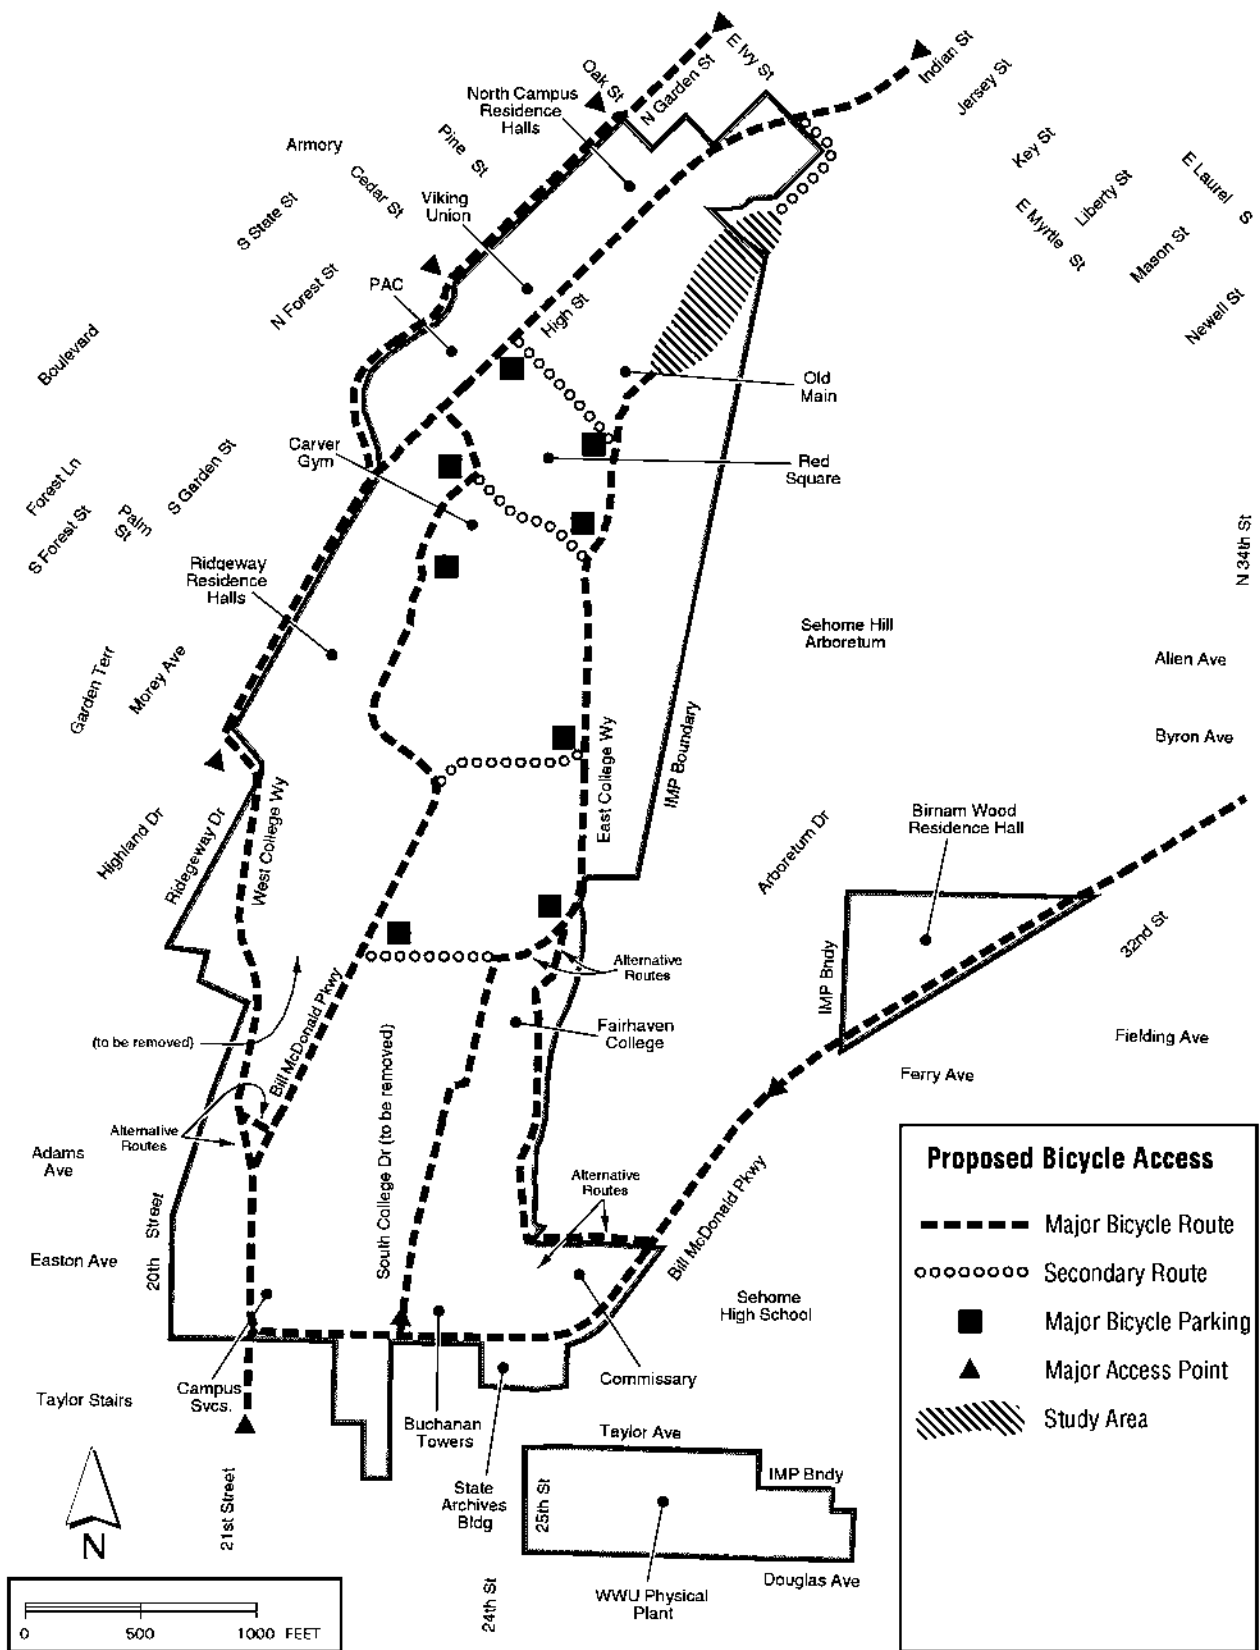 E Ivy St
Indian St
Oak St
N Garden St
Jersey St
North Campus
Residence
Halls
Key St
E Laurel S
Armory
Pine St
Cedar St
Liberty St
Viking
Union
E Myrtle St
S State St
Mason St
PAC
N Forest St
High St
Newell St
Boulevard
Old
Main
Carver
Gym
Red
Square
Forest Ln
S Garden St
Palm
St
S Forest St
N 34th St
Ridgeway
Residence
Halls
Sehome Hill
Arboretum
Garden Terr
Morey Ave
Allen Ave
Byron Ave
East College Wy
IMP Boundary
Highland Dr
Ridgeway Dr
West College Wy
Arboretum Dr
Birnam Wood
Residence Hall
32nd St
IMP Bndy
Alternative
Routes
Bill McDonald Pkwy
(to be removed)
Fairhaven
College
Fielding Ave
Ferry Ave
South College Dr (to be removed)
Alternative
Routes
Adams
Ave
Alternative
Routes
Bill McDonald Pkwy
20th Street
Easton Ave
Sehome
High School
Taylor Stairs
Campus
Svcs.
Commissary
Buchanan
Towers
Taylor Ave
IMP Bndy
State
Archives
Bldg
25th St
21st Street
N
24th St
WWU Physical
Plant
Douglas Ave
0 500 1000 FEET
Proposed Bicycle Access
Major Bicycle Route
Secondary Route
Major Bicycle Parking
Major Access Point
Study Area